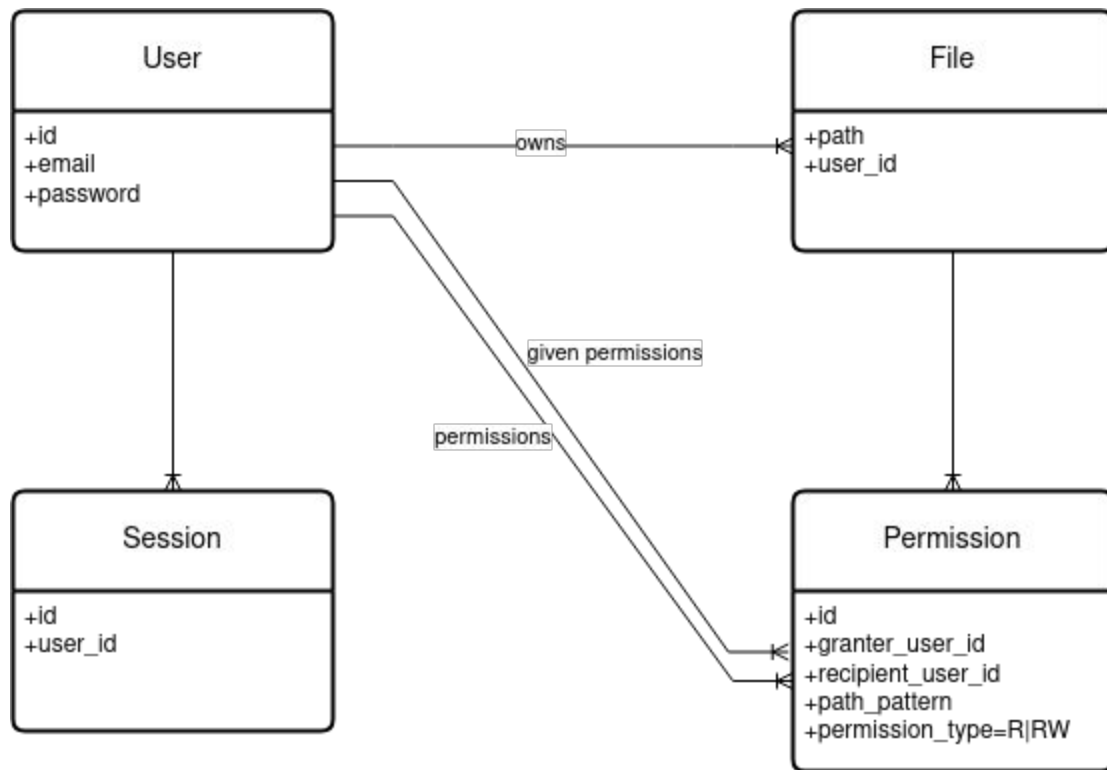 User
+id
+email
+password
owns
File
+path
+user_id
given permissions
permissions
Session
+id
+user_id
Permission
+id
+granter_user_id
+recipient_user_id
+path_pattern
+permission_type=R|RW